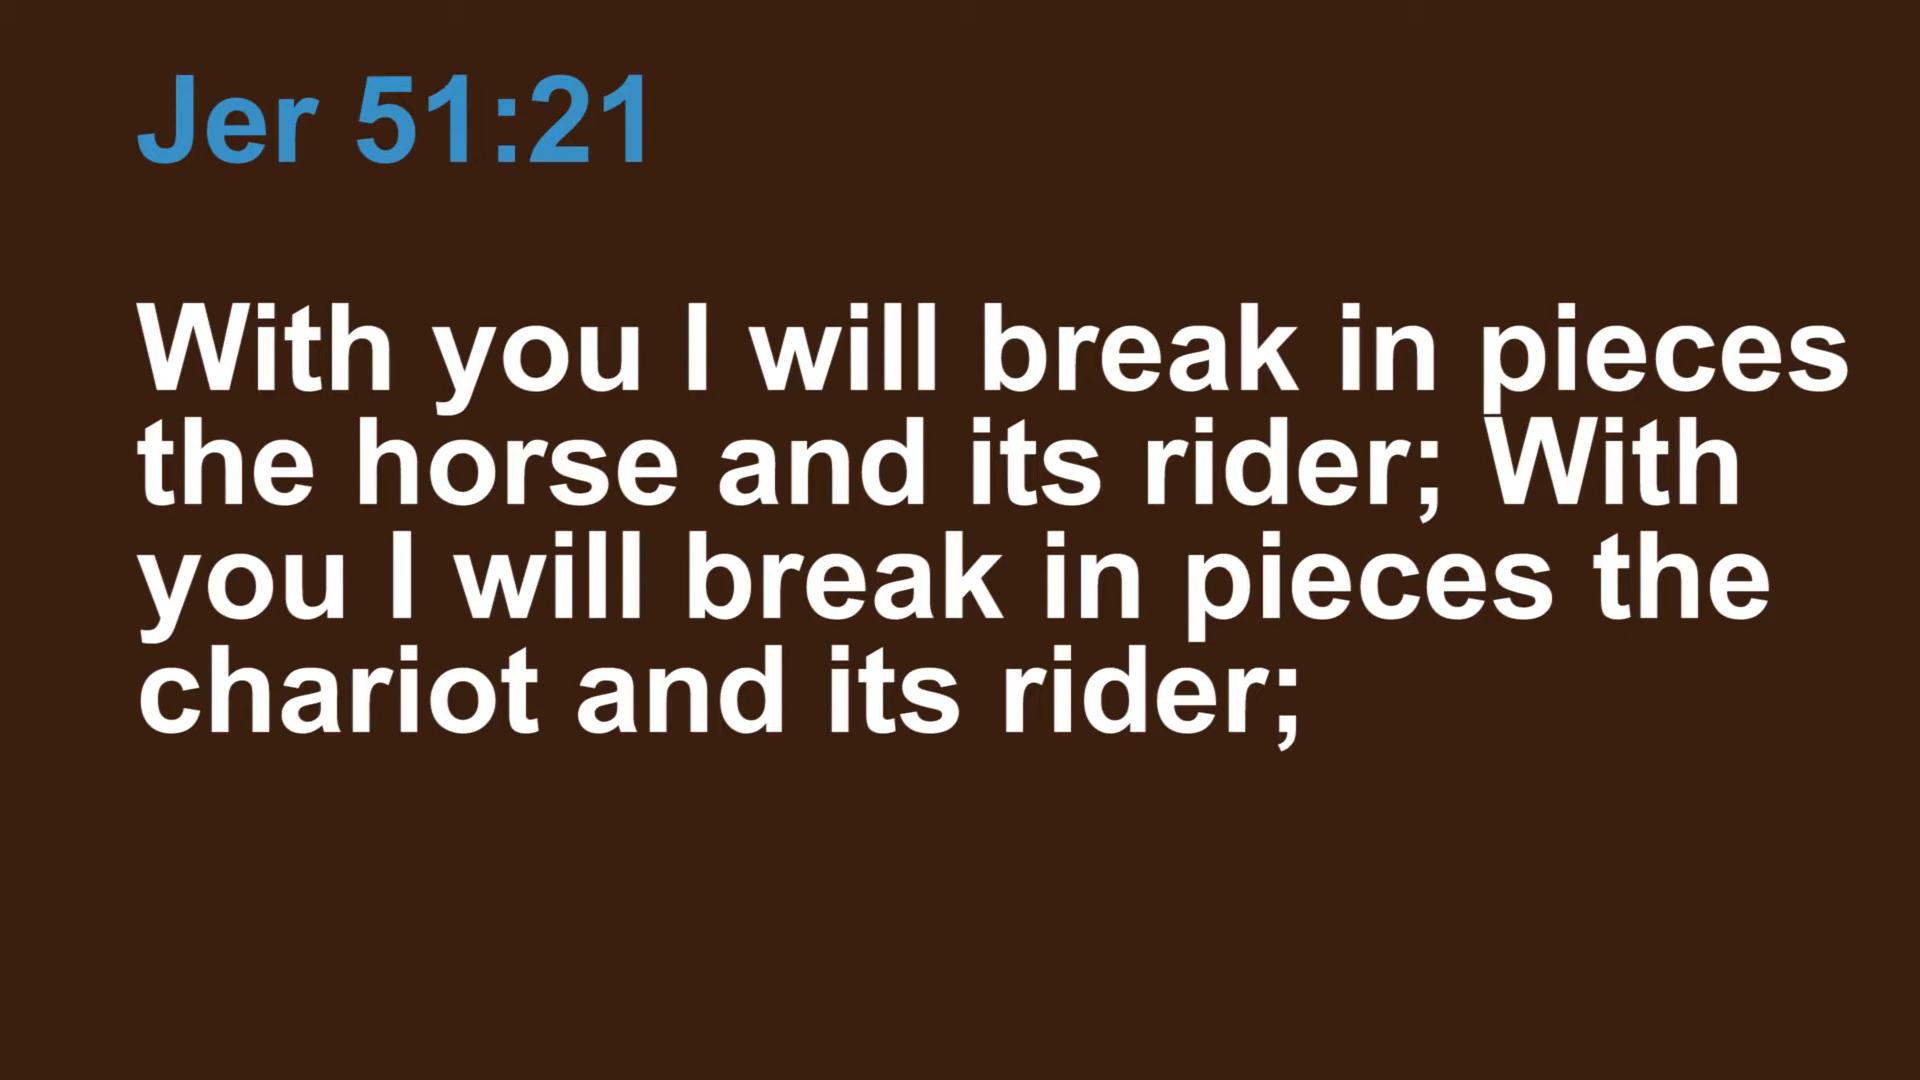 Jer 51:21
With you I will break in pieces
the horse and its rider; With
you I will break in pieces the
chariot and its rider;